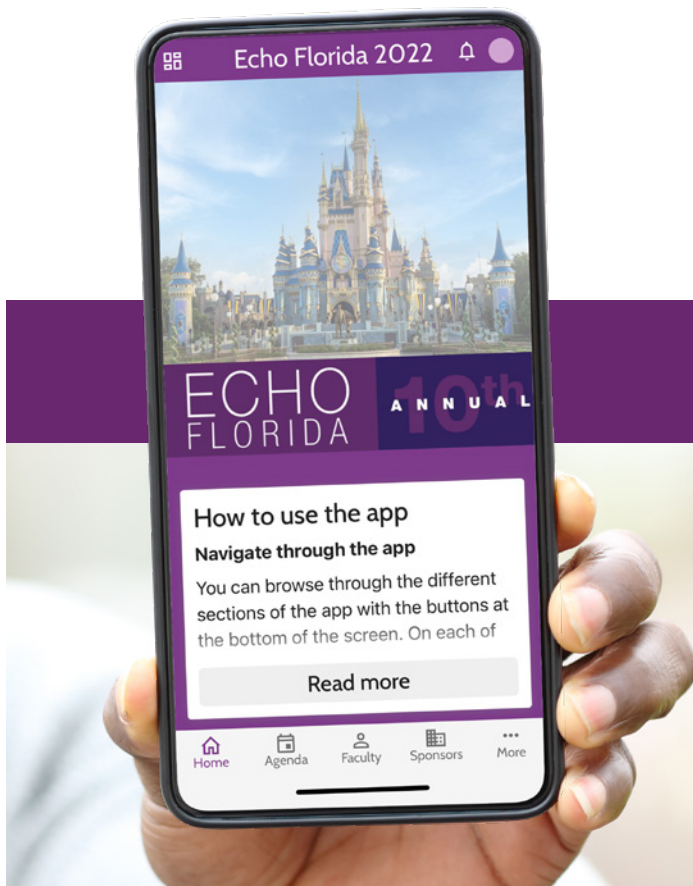 Echo Florida 2022
ECHO
FLORIDA
10th
ANNUAL
How to use the app
Navigate through the app
You can browse through the different
sections of the app with the buttons at
the bottom of the screen. On each of
Read more
Home Agenda Faculty Sponsors More